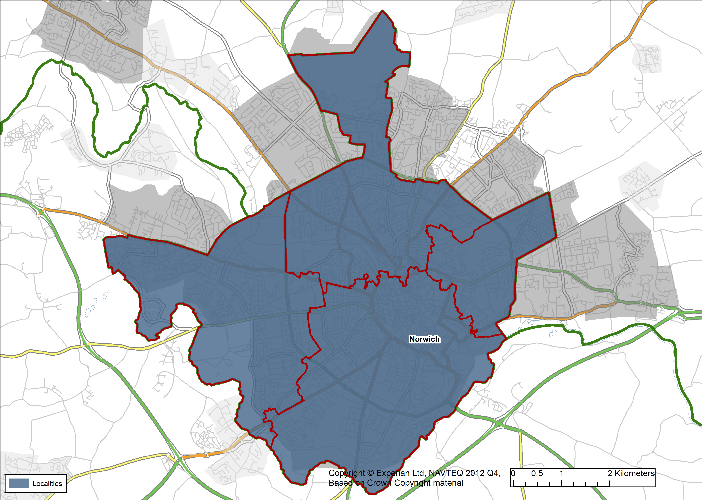 Norwich
Copyright © Experian Ltd, NAVTEQ 2012 Q4,
Based on Crown Copyright material
0 0.5 1 2 Kilometers
Localities